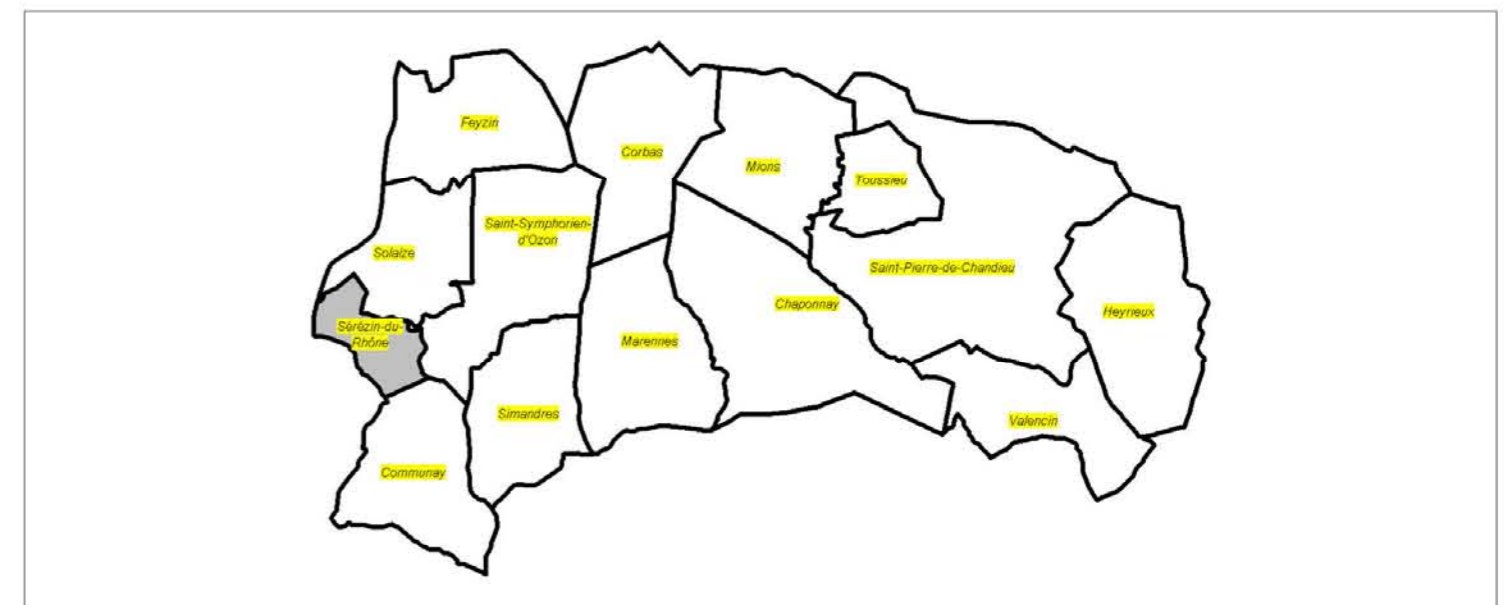 Feyzin
Corbas
Mions
Toussieu
Saint-Symphorien-
d'Ozon
Solaize
Saint-Pierre-de-Chandieu
Chaponnay
Heyrieux
Sérézin-du-
Rhône
Marennes
Simandres
Valencin
Communay